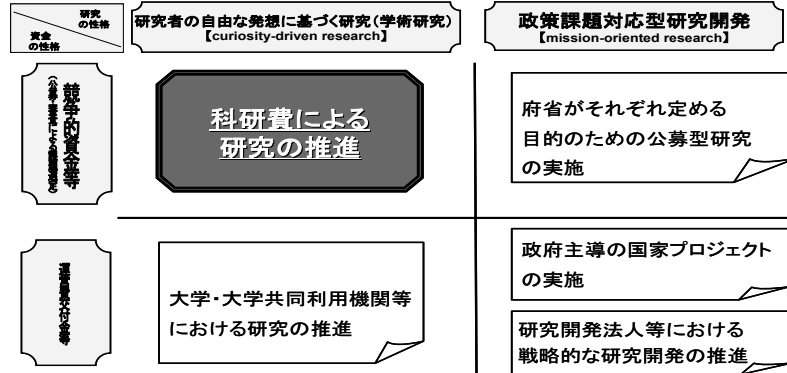 研究
の性格
資金
の性格
研究者の自由な発想に基づく研究(学術研究)
【curiosity-driven research】
政策課題対応型研究開発
【mission-oriented research】
競争的資金等
科研費による
研究の推進
府省がそれぞれ定める
目的のための公募型研究
の実施
運営費交付金等
大学・大学共同利用機関等
における研究の推進
政府主導の国家プロジェクト
の実施
研究開発法人等における
戦略的な研究開発の推進